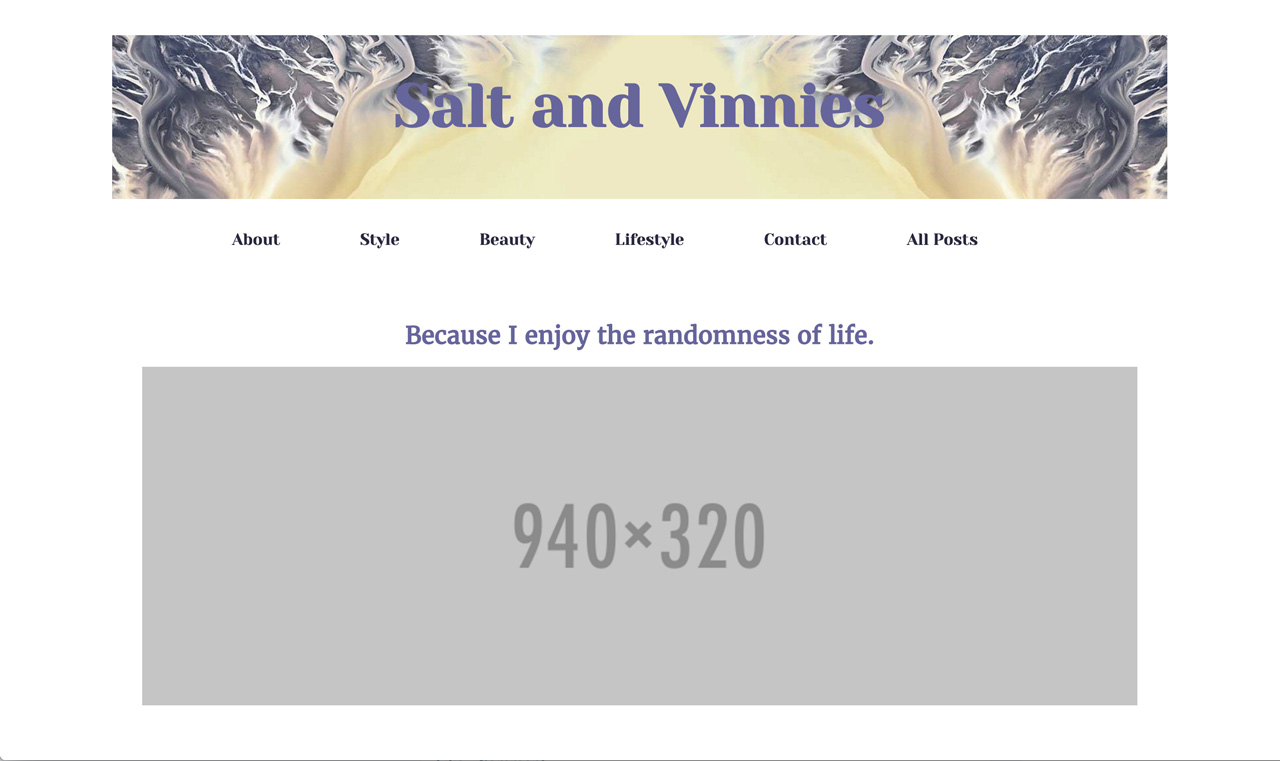 Salt and Vinnies
About Style Beauty Lifestyle Contact All Posts
Because I enjoy the randomness of life.
940×320